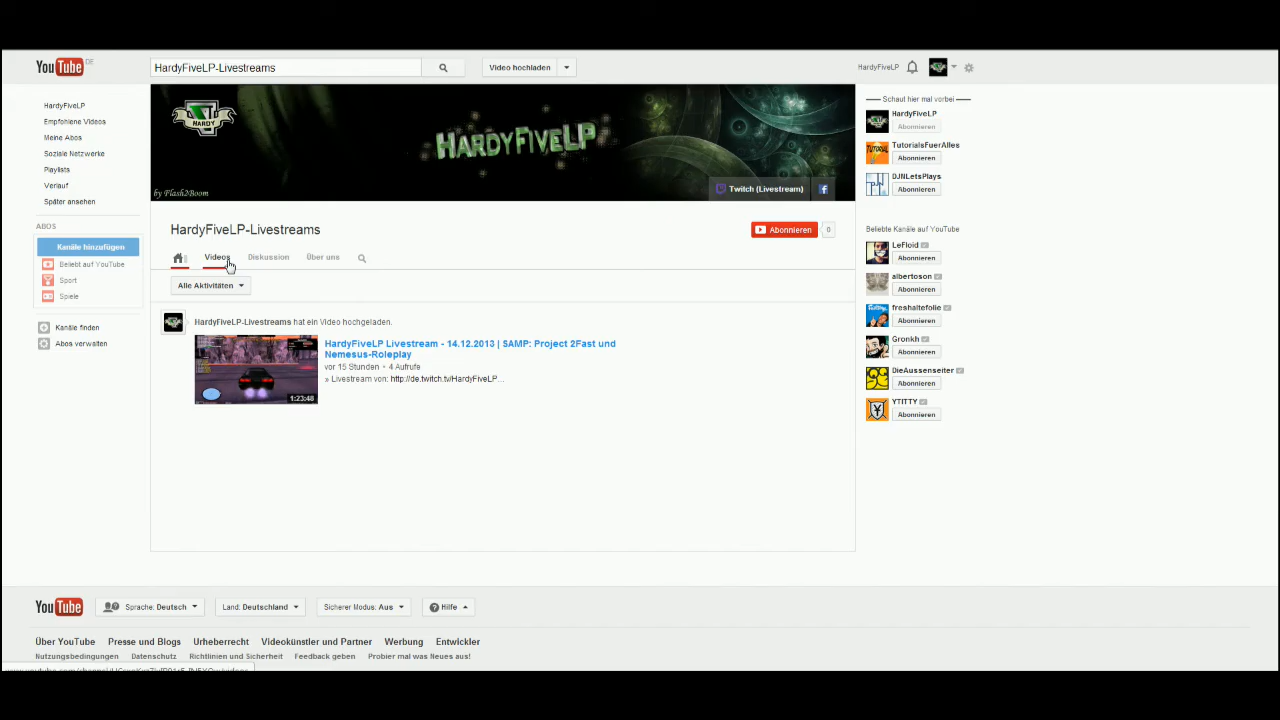 YouTube DE
HardyFiveLP-Livestreams
Video hochladen
HardyFiveLP
HardyFiveLP
Empfohlene Videos
Meine Abos
Soziale Netzwerke
Playlists
Verlauf
Später ansehen
ABOS
Kanäle hinzufügen
Beliebt auf YouTube
Sport
Spiele
Kanäle finden
Abos verwalten
HARDY
HARDYFIVELP
by Flash2Boom
Twitch (Livestream)
HardyFiveLP-Livestreams
Abonnieren 0
Videos Diskussion Über uns
Alle Aktivitäten
HardyFiveLP-Livestreams hat ein Video hochgeladen.
HardyFiveLP Livestream - 14.12.2013 | SAMP: Project 2Fast und
Nemesus-Roleplay
vor 15 Stunden • 4 Aufrufe
» Livestream von: http://de.twitch.tv/HardyFiveLP...
1:23:48
Schaut hier mal vorbei
HardyFiveLP
Abonnieren
TutorialsFuerAlles
Abonnieren
DJNLetsPlays
Abonnieren
Beliebte Kanäle auf YouTube
LeFloid
Abonnieren
albertoson
Abonnieren
freshaltefolie
Abonnieren
Gronkh
Abonnieren
DieAussenseiter
Abonnieren
YTITTY
Abonnieren
YouTube
Sprache: Deutsch
Land: Deutschland
Sicherer Modus: Aus
Hilfe
Über YouTube Presse und Blogs Urheberrecht Videokünstler und Partner Werbung Entwickler
Nutzungsbedingungen Datenschutz Richtlinien und Sicherheit Feedback geben Probier mal was Neues aus!